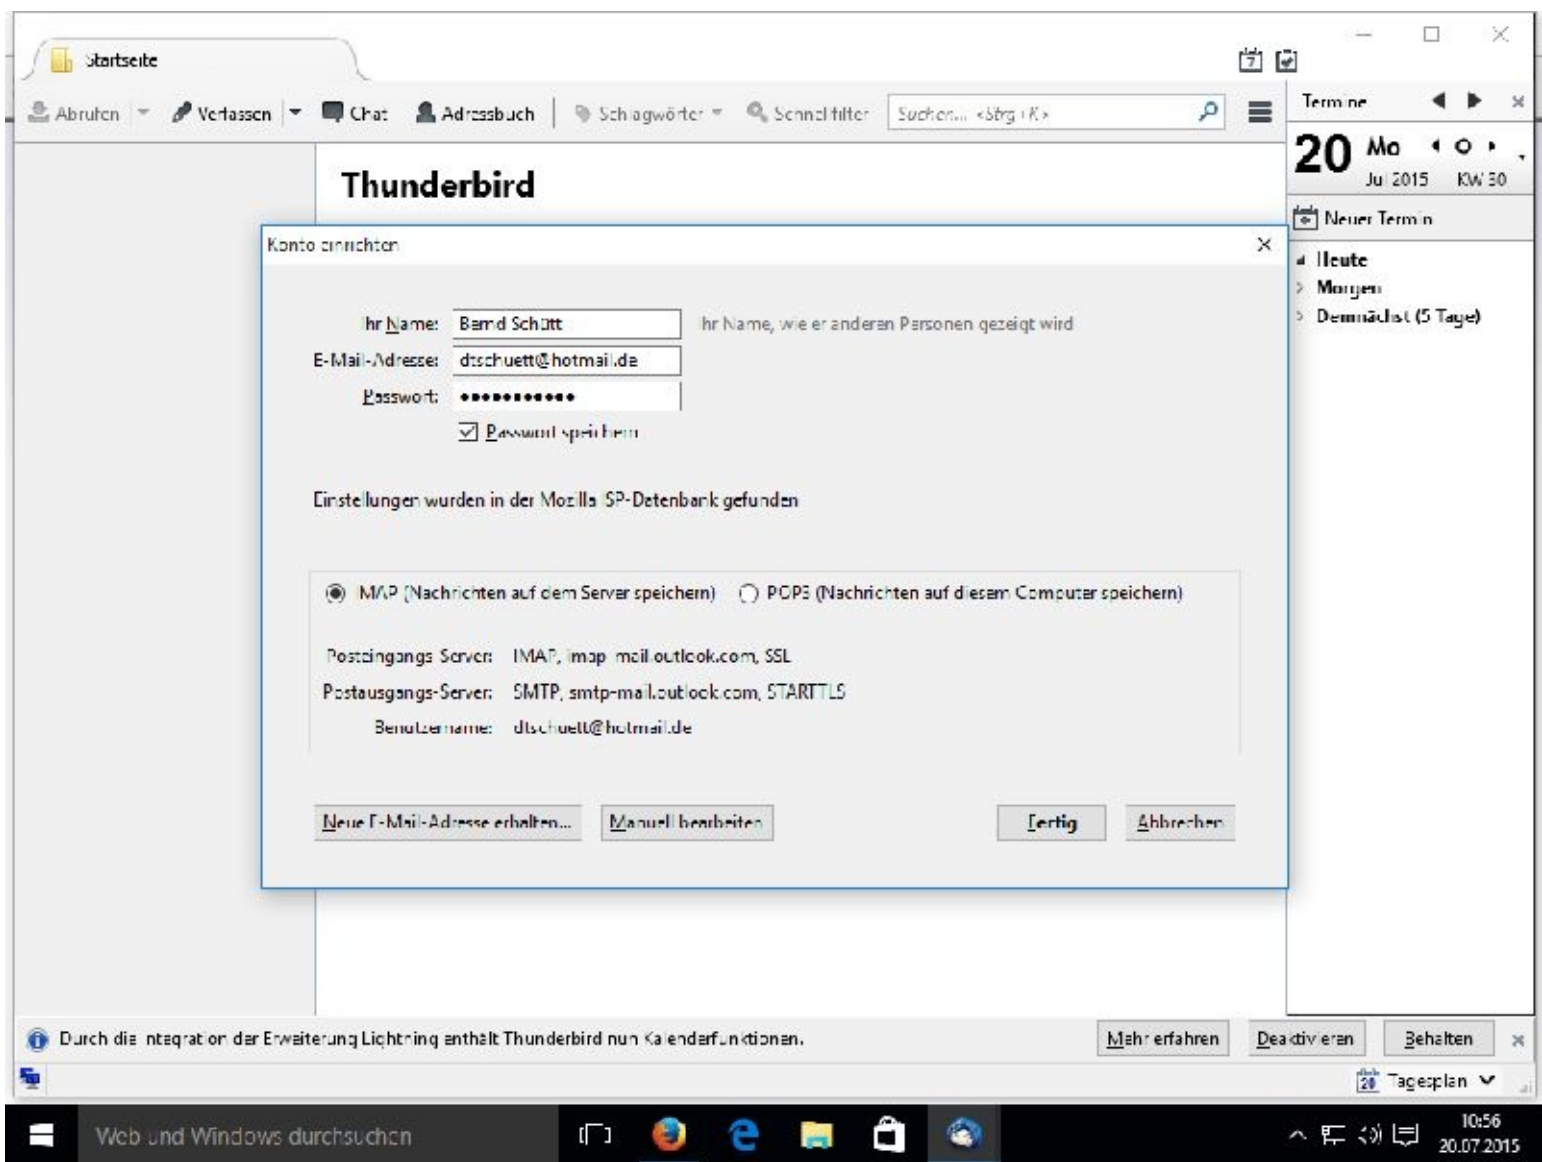 Startseite
Abrufen
Verfassen
Chat
Adressbuch
Schlagwörter
Schnellfilter
Suchen... <Strg+K>
Termine
20 Mo
Jul 2015 KW 30
Neuer Termin
Heute
Morgen
Demnächst (5 Tage)
Thunderbird
Konto einrichten
Ihr Name: Bernd Schütt Ihr Name, wie er anderen Personen gezeigt wird
E-Mail-Adresse: dtschuett@hotmail.de
Passwort: •••••••••••
Passwort speichern
Einstellungen wurden in der Mozilla ISP-Datenbank gefunden
IMAP (Nachrichten auf dem Server speichern) POP3 (Nachrichten auf diesem Computer speichern)
Posteingangs-Server: IMAP, imap-mail.outlook.com, SSL
Postausgangs-Server: SMTP, smtp-mail.outlook.com, STARTTLS
Benutzername: dtschuett@hotmail.de
Neue E-Mail-Adresse erhalten... Manuell bearbeiten Fertig Abbrechen
Durch die Integration der Erweiterung Lightning enthält Thunderbird nun Kalenderfunktionen. Mehr erfahren Deaktivieren Behalten
20 Tagesplan
Web und Windows durchsuchen
10:56
20.07.2015